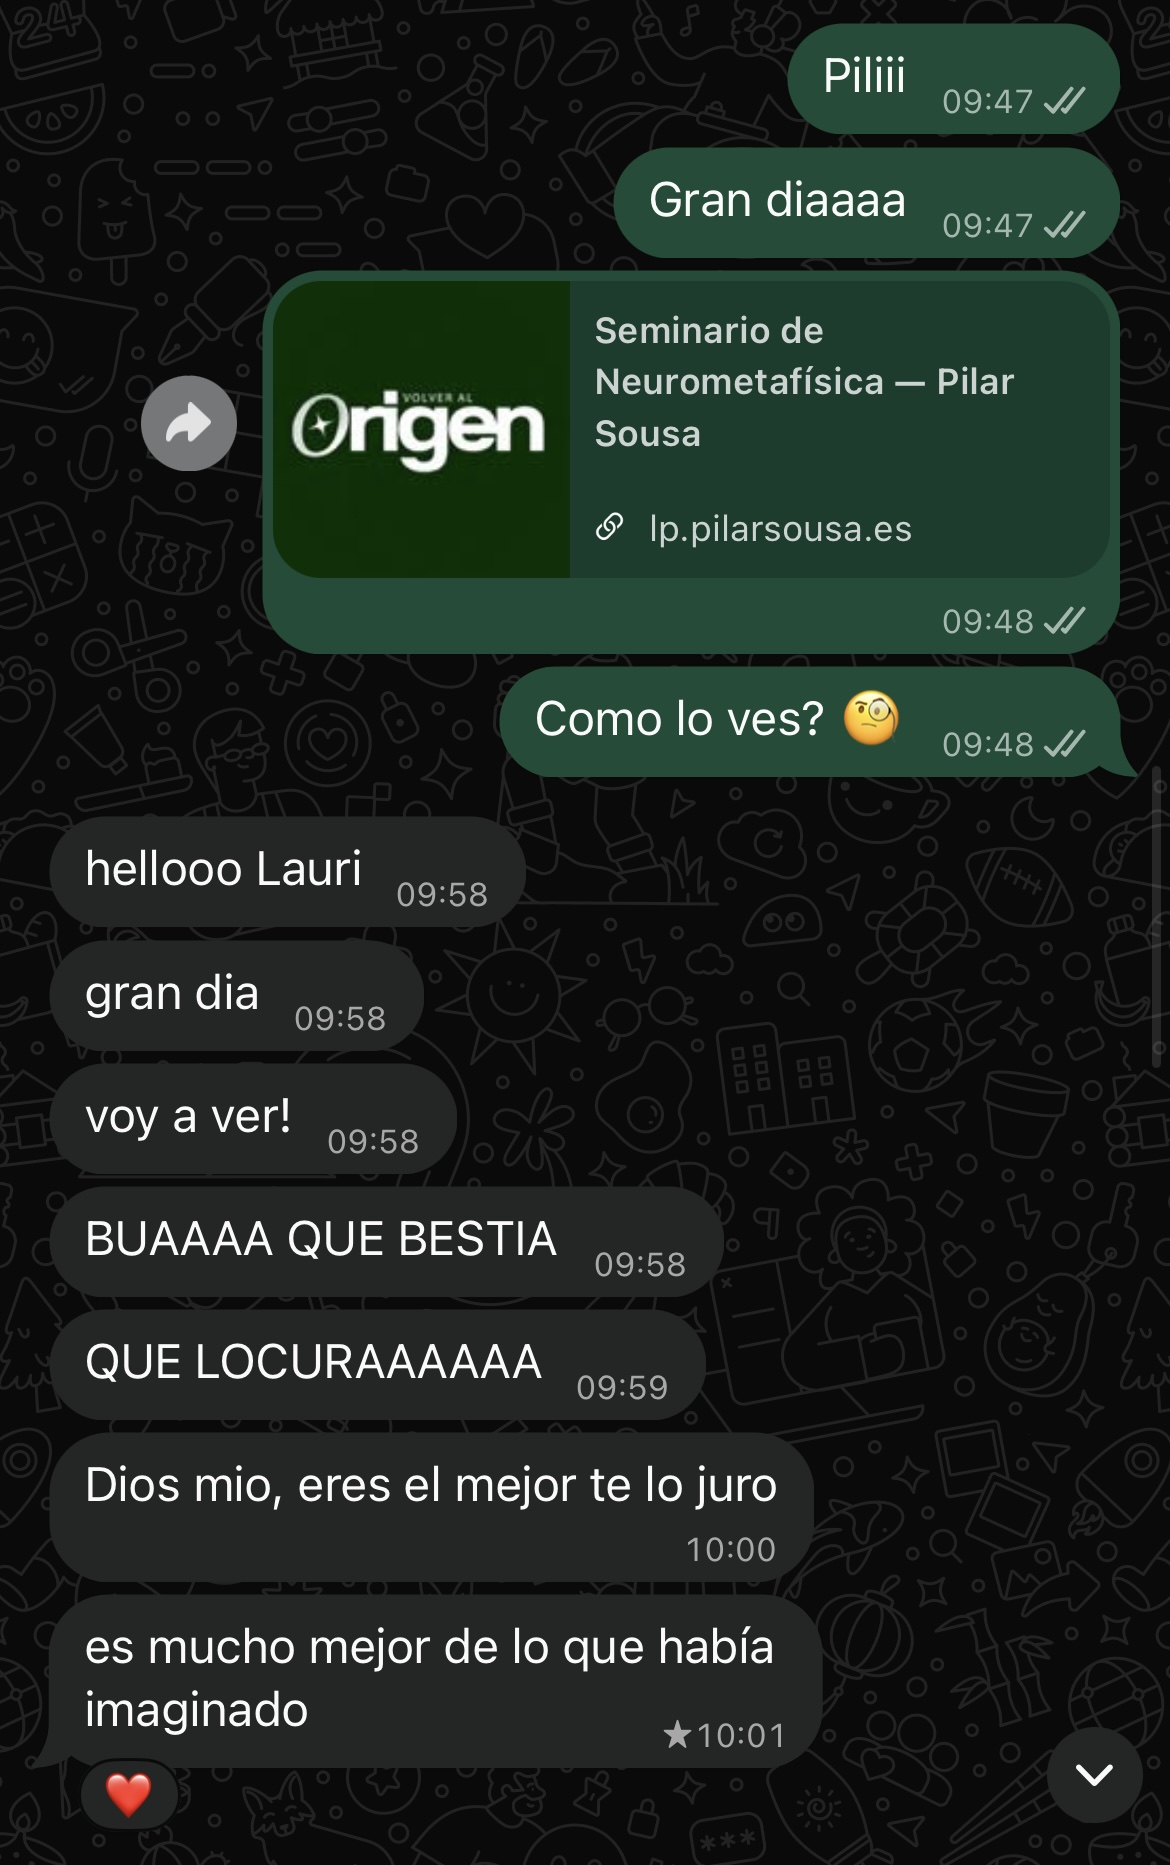 Piliii
09:47
Gran diaaaa
09:47
VOLVER AL
Origen
Seminario de
Neurometafísica — Pilar
Sousa
lp.pilarsousa.es
09:48
Como lo ves? 🧐
09:48
hellooo Lauri
09:58
gran dia
09:58
voy a ver!
09:58
BUAAAA QUE BESTIA
09:58
QUE LOCURAAAAAA
09:59
Dios mio, eres el mejor te lo juro
10:00
es mucho mejor de lo que había
imaginado
★10:01
❤️